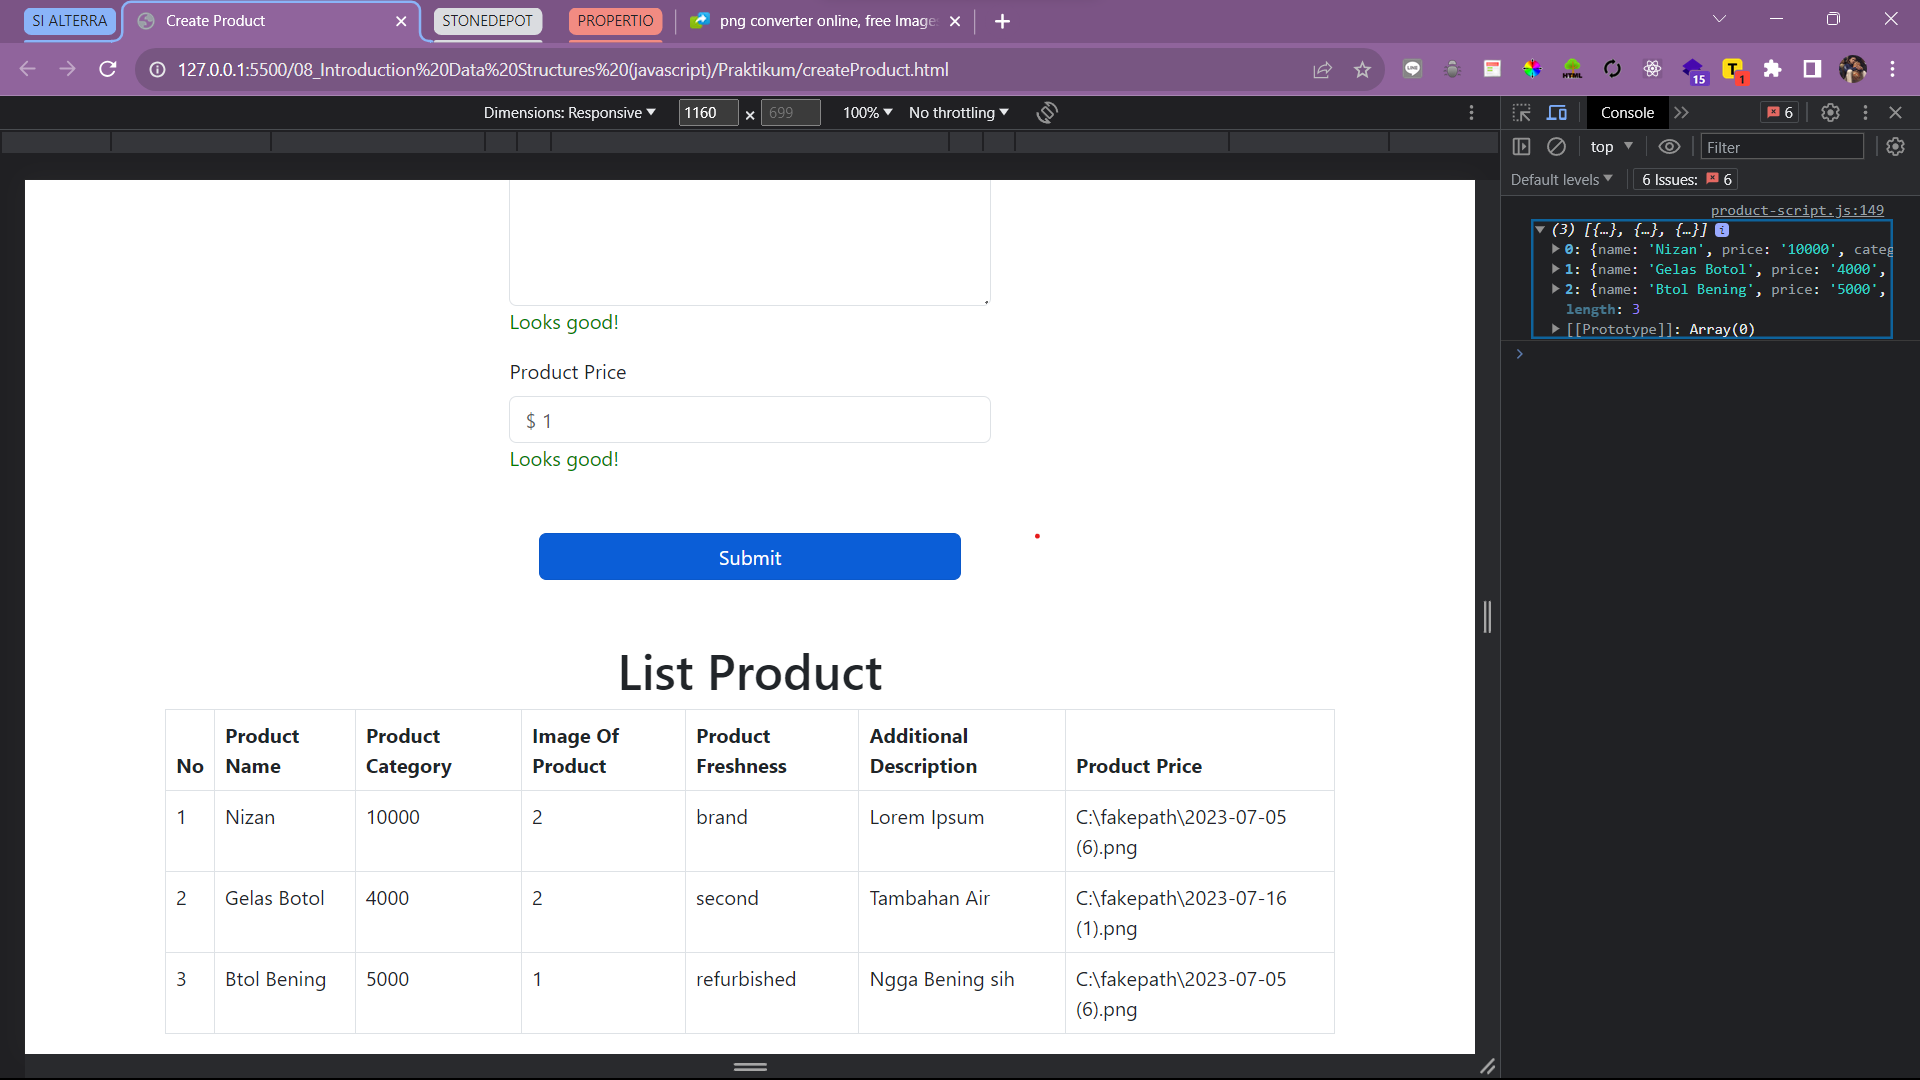 SI ALTERRA
Create Product
STONEDEPOT
PROPERTIO
png converter online, free Image
127.0.0.1:5500/08_Introduction%20Data%20Structures%20(javascript)/Praktikum/createProduct.html
HTML
15
T
1
Dimensions: Responsive
1160 × 699
100%
No throttling
Console
6
top
Filter
Default levels
6 Issues: 6
product-script.js:149
(3) [{…}, {…}, {…}] i
0: {name: 'Nizan', price: '10000', categ
1: {name: 'Gelas Botol', price: '4000',
2: {name: 'Btol Bening', price: '5000',
length: 3
[[Prototype]]: Array(0)
Looks good!
Product Price
$ 1
Looks good!
Submit
List Product
No Product Name Product Category Image Of Product Product Freshness Additional Description Product Price
1 Nizan 10000 2 brand Lorem Ipsum C:\fakepath\2023-07-05 (6).png
2 Gelas Botol 4000 2 second Tambahan Air C:\fakepath\2023-07-16 (1).png
3 Btol Bening 5000 1 refurbished Ngga Bening sih C:\fakepath\2023-07-05 (6).png